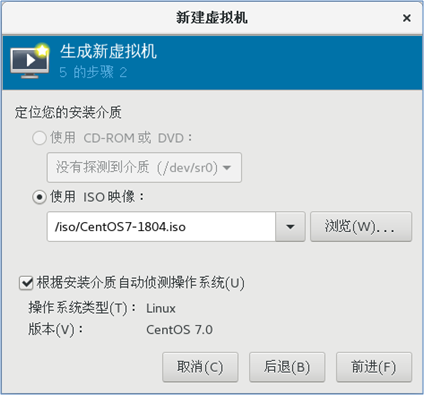 新建虚拟机
×
生成新虚拟机
5 的步骤 2
定位您的安装介质
使用 CD-ROM 或 DVD：
没有探测到介质 (/dev/sr0)
使用 ISO 映像：
/iso/CentOS7-1804.iso
浏览(W)...
根据安装介质自动侦测操作系统(U)
操作系统类型(T)： Linux
版本(V)： CentOS 7.0
取消(C) 后退(B) 前进(F)